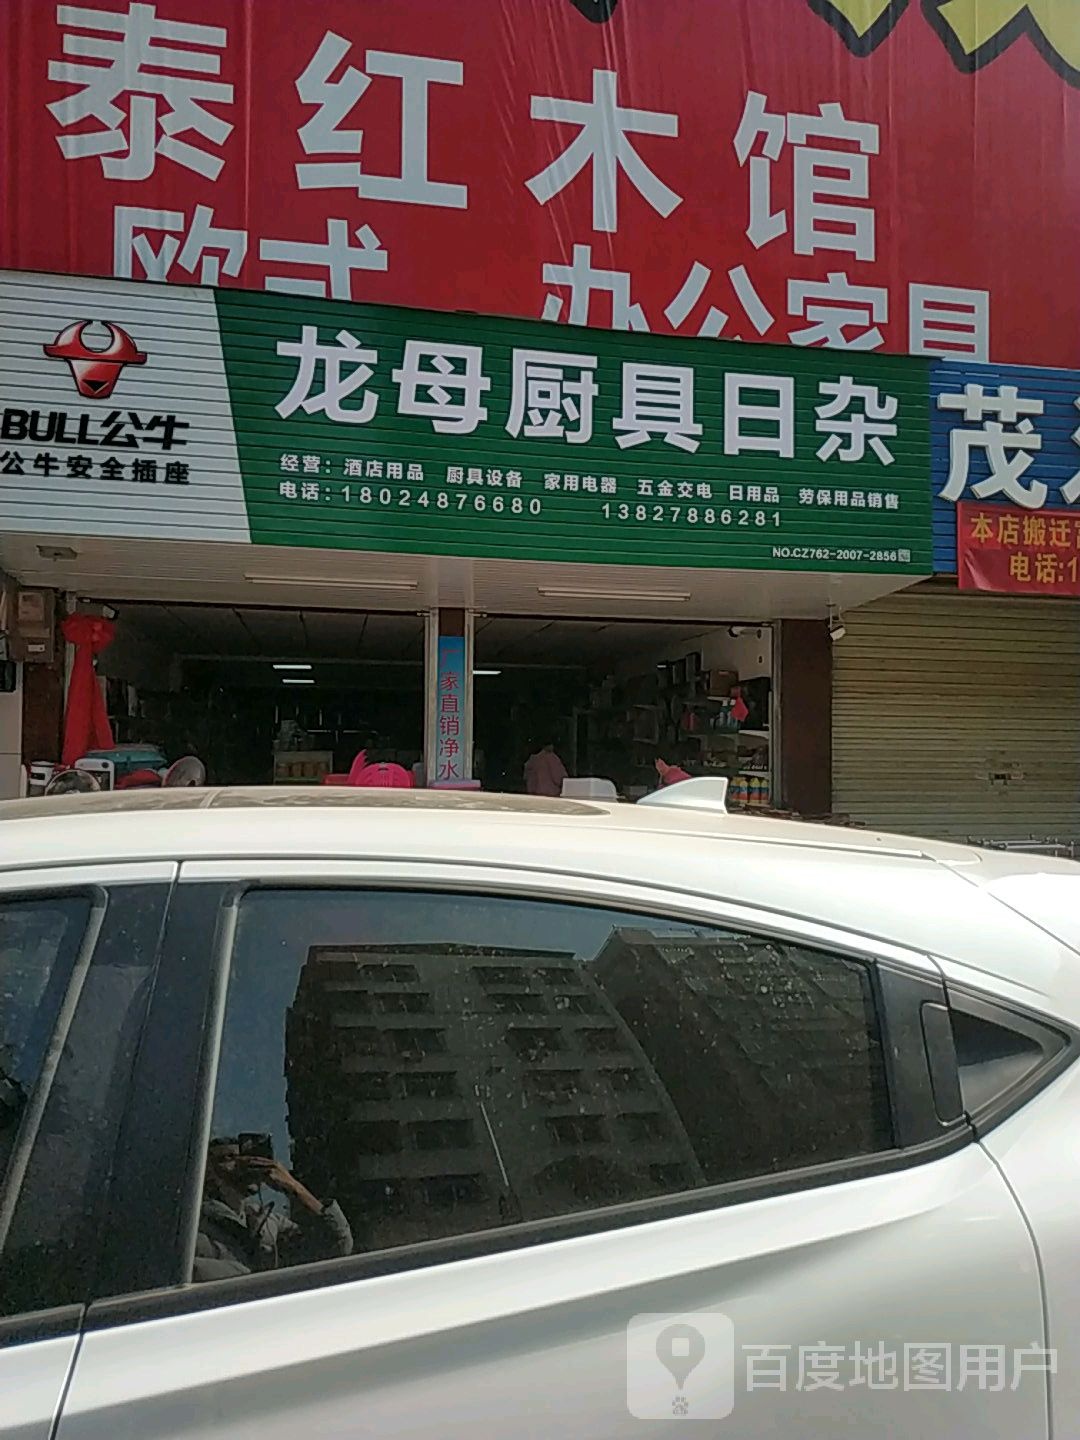 泰红木馆
欧式 办公家具
BULL公牛
公牛安全插座
龙母厨具日杂
经营：酒店用品 厨具设备 家用电器 五金交电 日用品 劳保用品销售
电话：18024876680 13827886281
NO.CZ762-2007-2856
茂
本店搬迁
电话:1
厂家直销净水
百度地图用户